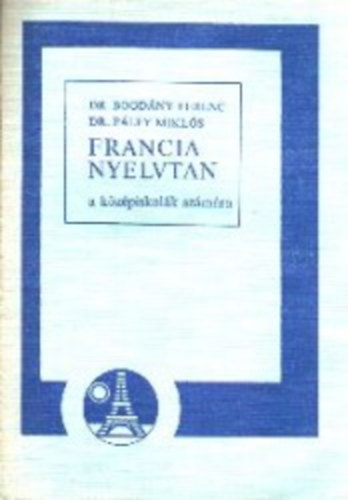 DR. BOGDÁNY FERENC
DR. PÁLFY MIKLÓS
FRANCIA
NYELVTAN
a középiskolák számára